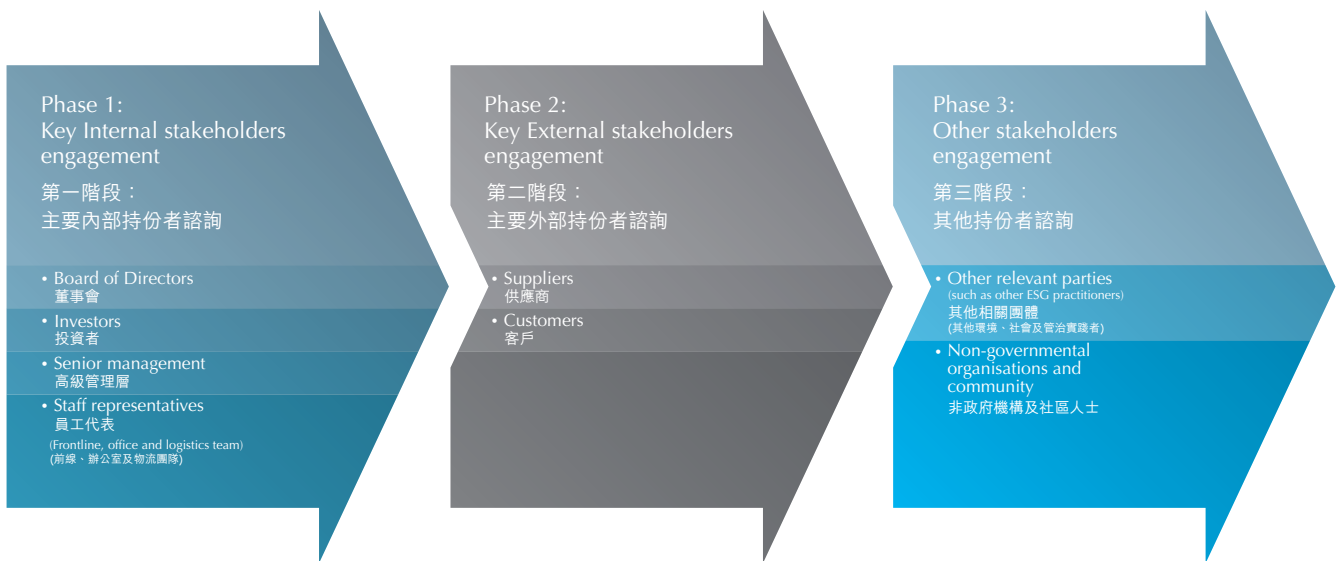 Phase 1:
Key Internal stakeholders
engagement
第一階段：
主要內部持份者諮詢
• Board of Directors
董事會
• Investors
投資者
• Senior management
高級管理層
• Staff representatives
員工代表
(Frontline, office and logistics team)
(前線、辦公室及物流團隊)
Phase 2:
Key External stakeholders
engagement
第二階段：
主要外部持份者諮詢
• Suppliers
供應商
• Customers
客戶
Phase 3:
Other stakeholders
engagement
第三階段：
其他持份者諮詢
• Other relevant parties
(such as other ESG practitioners)
其他相關團體
(其他環境、社會及管治實踐者)
• Non-governmental
organisations and
community
非政府機構及社區人士